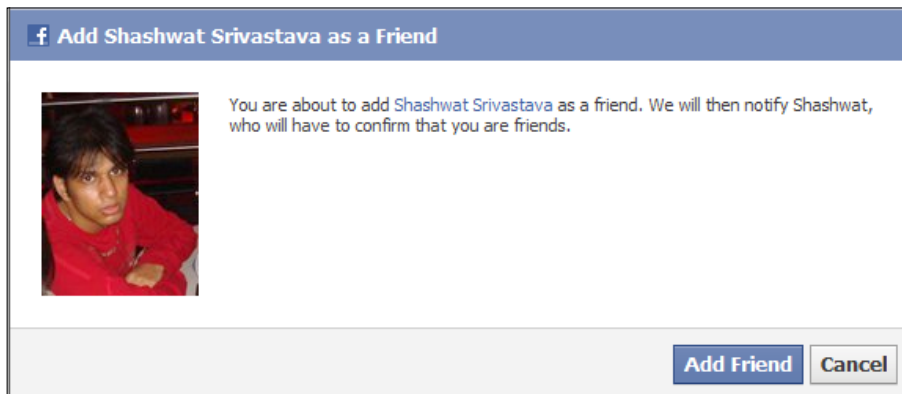 Add Shashwat Srivastava as a Friend
You are about to add Shashwat Srivastava as a friend. We will then notify Shashwat,
who will have to confirm that you are friends.
Add Friend
Cancel